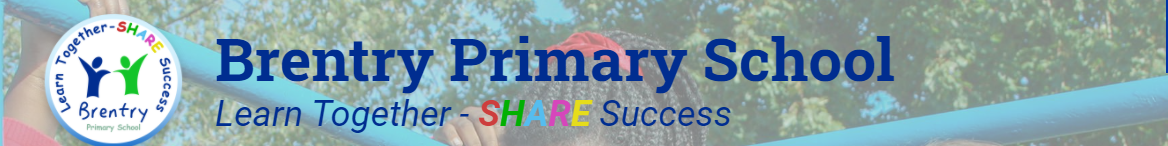 Learn Together-SHARE Success
Brentry
Primary School
Brentry Primary School
Learn Together - SHARE Success